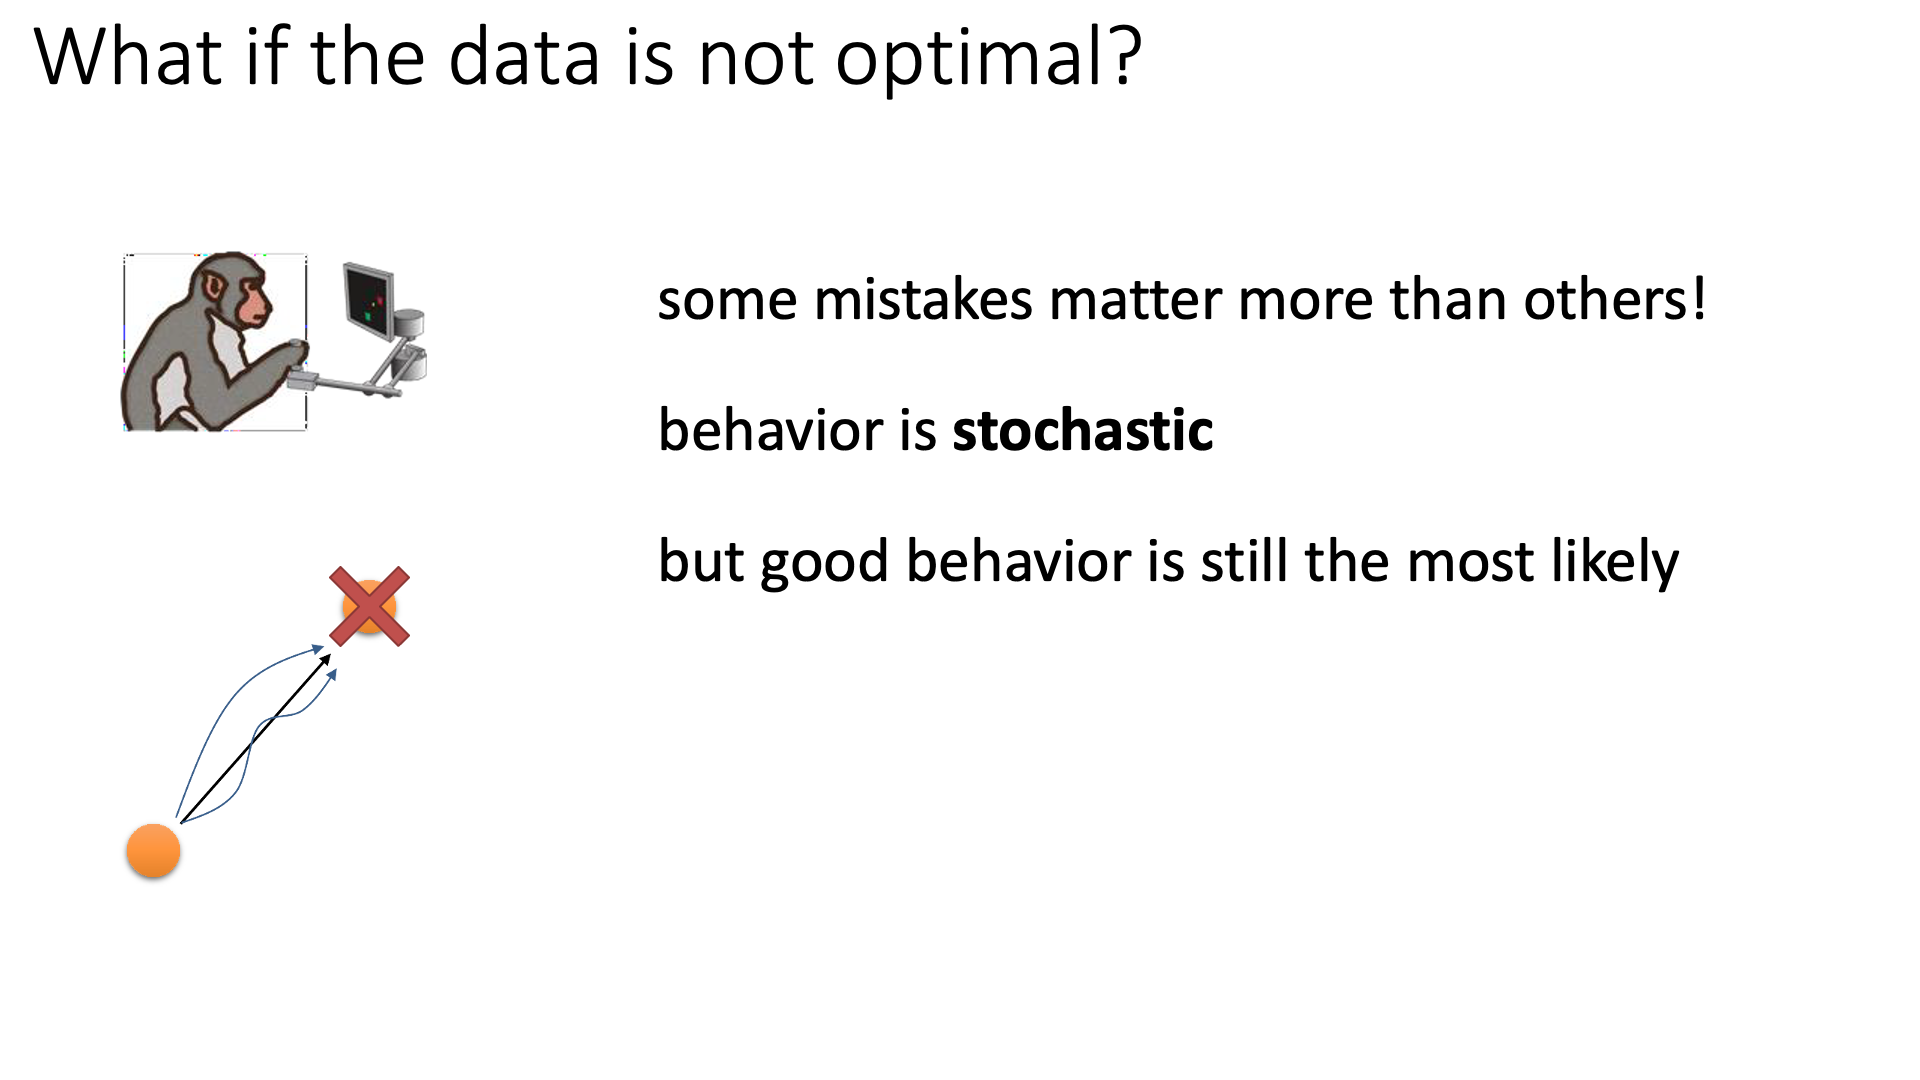 What if the data is not optimal?
some mistakes matter more than others!
behavior is stochastic
but good behavior is still the most likely